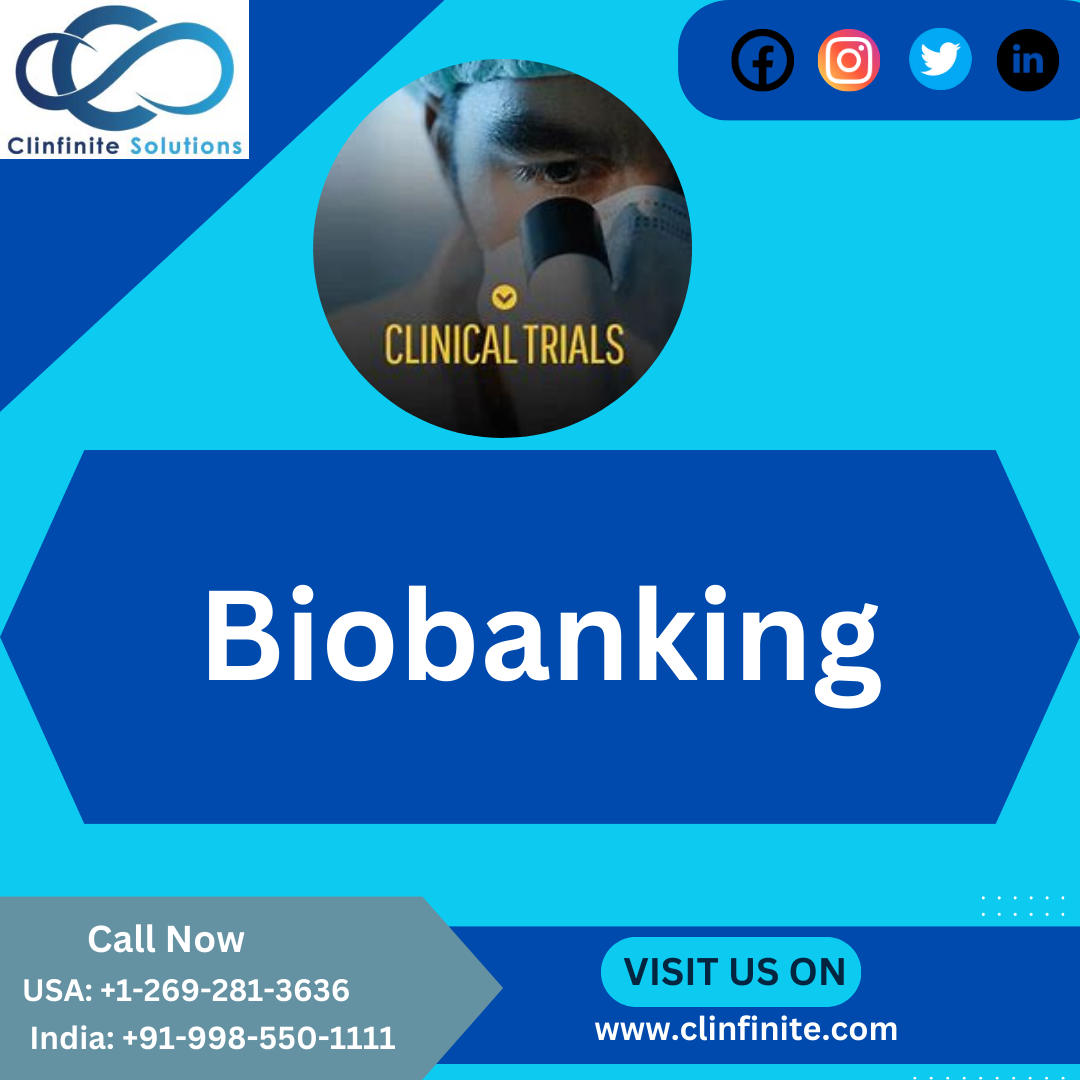 Clinfinite Solutions
CLINICAL TRIALS
Biobanking
Call Now
USA: +1-269-281-3636
India: +91-998-550-1111
VISIT US ON
www.clinfinite.com